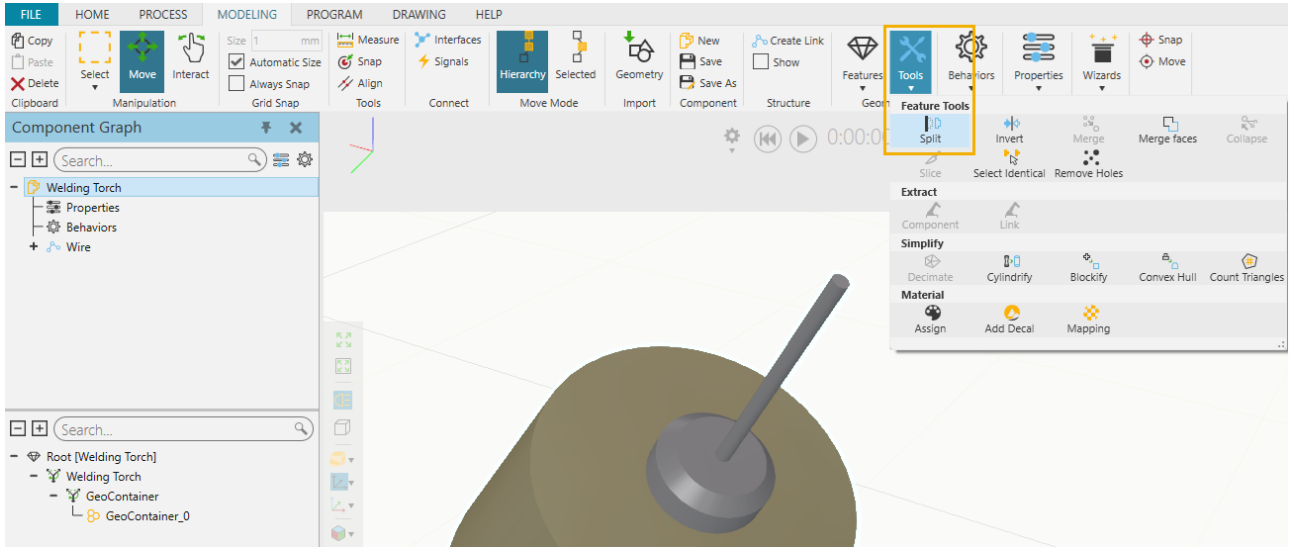 FILE HOME PROCESS MODELING PROGRAM DRAWING HELP
Copy
Paste
Delete
Clipboard
Select
Move
Interact
Manipulation
Size 1 mm
Automatic Size
Always Snap
Grid Snap
Measure
Snap
Align
Tools
Interfaces
Signals
Connect
Hierarchy
Selected
Move Mode
Geometry
Import
New
Save
Save As
Component
Create Link
Show
Structure
Features
Tools
Behaviors
Properties
Wizards
Snap
Move
Feature Tools
Split Invert Merge Merge faces Collapse
Slice Select Identical Remove Holes
Extract
Component Link
Simplify
Decimate Cylindrify Blockify Convex Hull Count Triangles
Material
Assign Add Decal Mapping
Component Graph
Search...
Welding Torch
Properties
Behaviors
Wire
Search...
Root [Welding Torch]
Welding Torch
GeoContainer
GeoContainer_0